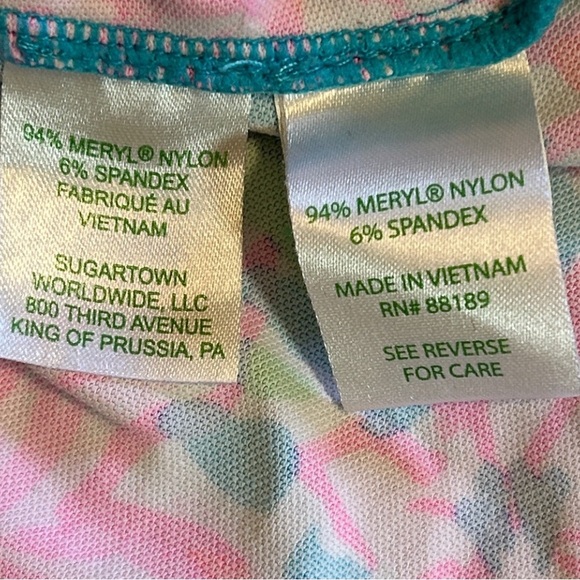 94% MERYL® NYLON
6% SPANDEX
FABRIQUÉ AU
VIETNAM
SUGARTOWN
WORLDWIDE, LLC
800 THIRD AVENUE
KING OF PRUSSIA, PA
94% MERYL® NYLON
6% SPANDEX
MADE IN VIETNAM
RN# 88189
SEE REVERSE
FOR CARE